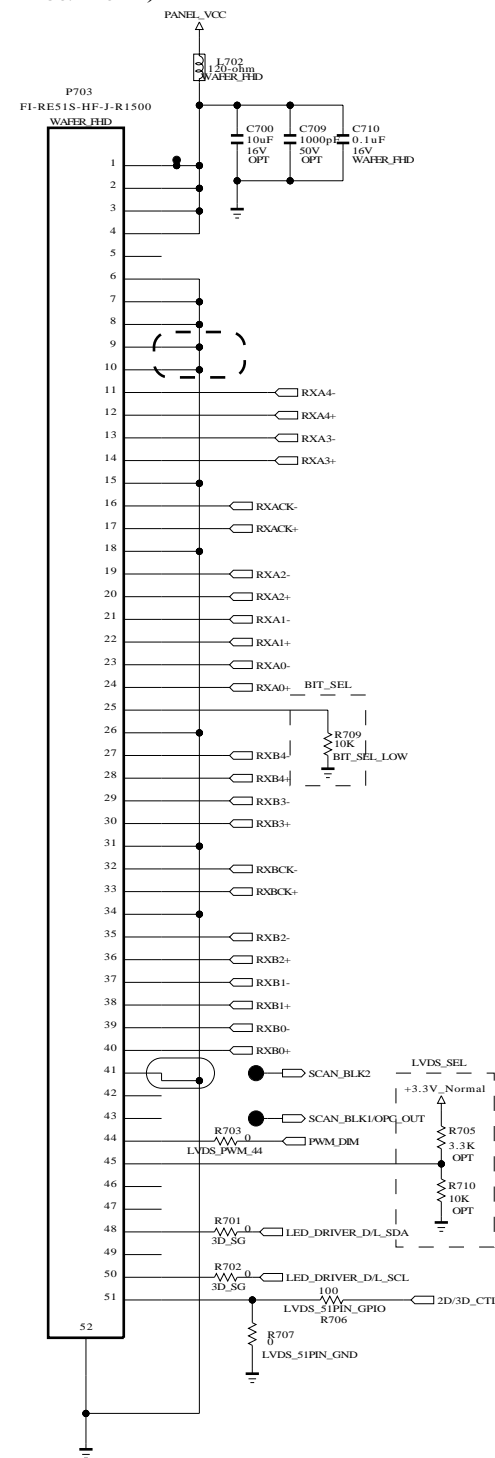 PANEL_VCC
L702
120-ohm
WAFER_FHD
P703
FI-RE51S-HF-J-R1500
WAFER_FHD
C700
10uF
16V
OPT
C709
1000pF
50V
OPT
C710
0.1uF
16V
WAFER_FHD
1
2
3
4
5
6
7
8
9
10
11 RXA4-
12 RXA4+
13 RXA3-
14 RXA3+
15
16 RXACK-
17 RXACK+
18
19 RXA2-
20 RXA2+
21 RXA1-
22 RXA1+
23 RXA0-
24 RXA0+
BIT_SEL
25
R709
10K
BIT_SEL_LOW
26
27 RXB4-
28 RXB4+
29 RXB3-
30 RXB3+
31
32 RXBCK-
33 RXBCK+
34
35 RXB2-
36 RXB2+
37 RXB1-
38 RXB1+
39 RXB0-
40 RXB0+
LVDS_SEL
41 SCAN_BLK2
+3.3V_Normal
42
43 SCAN_BLK1/OPC_OUT
R705
3.3K
OPT
44 R703 0 PWM_DIM
LVDS_PWM_44
45
R710
10K
OPT
46
47
48 R701 0 LED_DRIVER_D/L_SDA
3D_SG
49
50 R702 0 LED_DRIVER_D/L_SCL
3D_SG
51 100 2D/3D_CTL
LVDS_51PIN_GPIO
R706
R707
0
LVDS_51PIN_GND
52